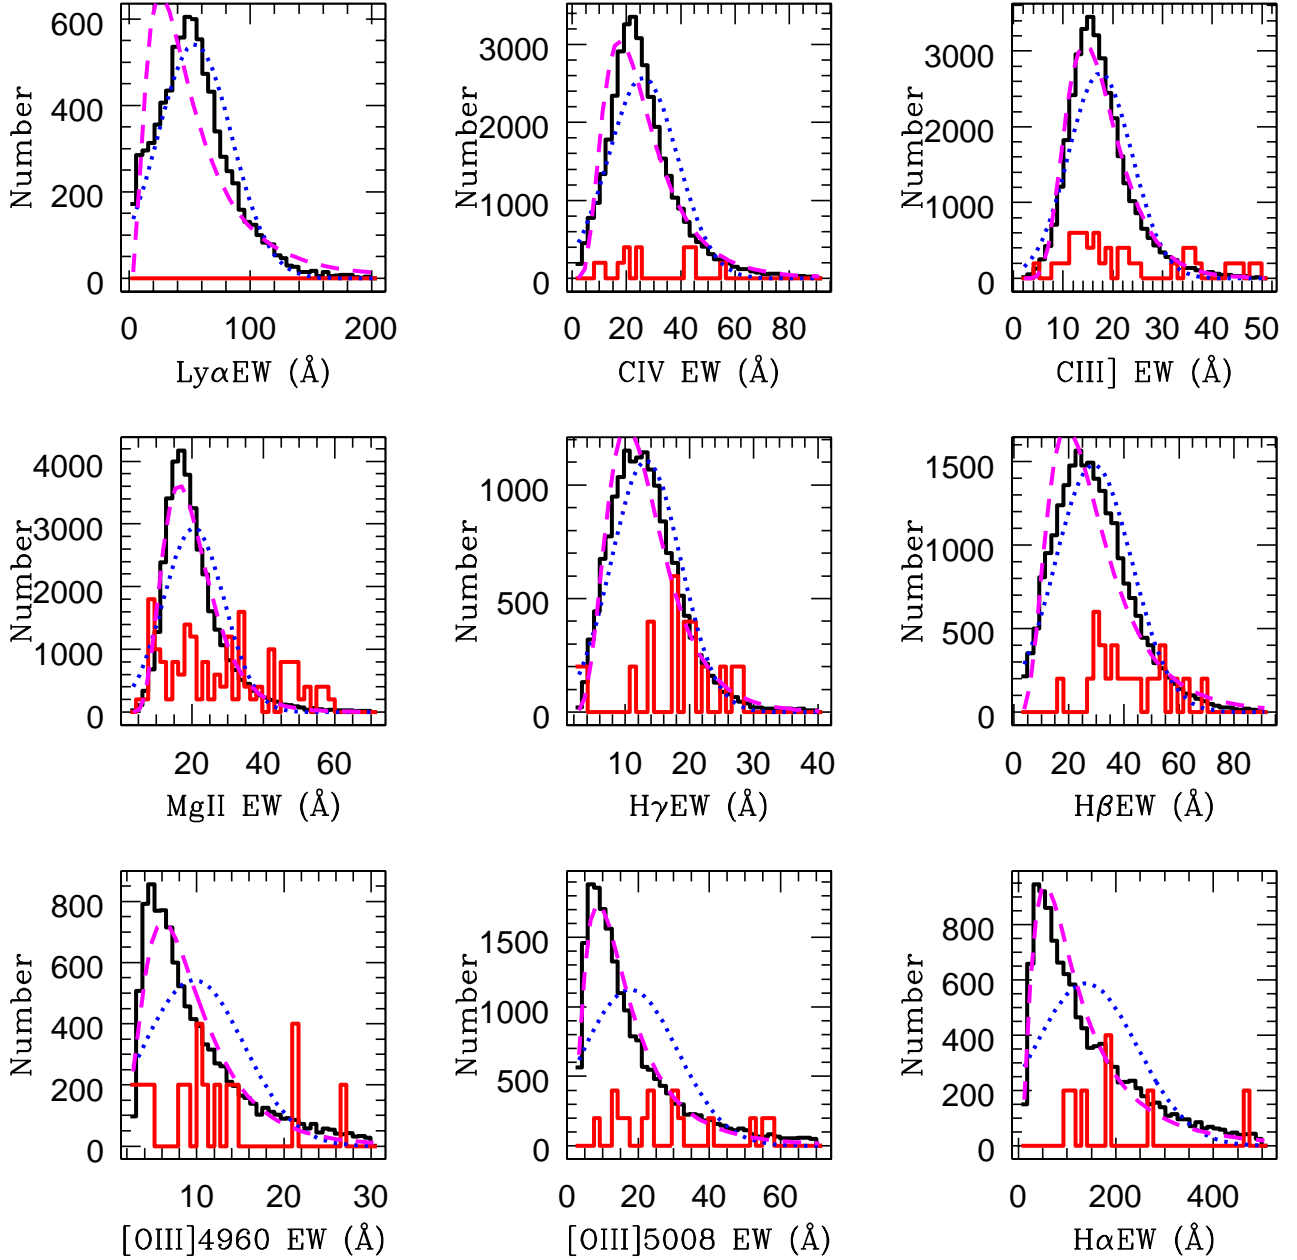 600
400
200
0
Number
0 100 200
LyαEW (Å)
3000
2000
1000
0
Number
0 20 40 60 80
CIV EW (Å)
3000
2000
1000
0
Number
0 10 20 30 40 50
CIII] EW (Å)
4000
3000
2000
1000
0
Number
20 40 60
MgII EW (Å)
1000
500
0
Number
10 20 30 40
HγEW (Å)
1500
1000
500
0
Number
0 20 40 60 80
HβEW (Å)
800
600
400
200
0
Number
10 20 30
[OIII]4960 EW (Å)
1500
1000
500
0
Number
0 20 40 60
[OIII]5008 EW (Å)
800
600
400
200
0
Number
0 200 400
HαEW (Å)